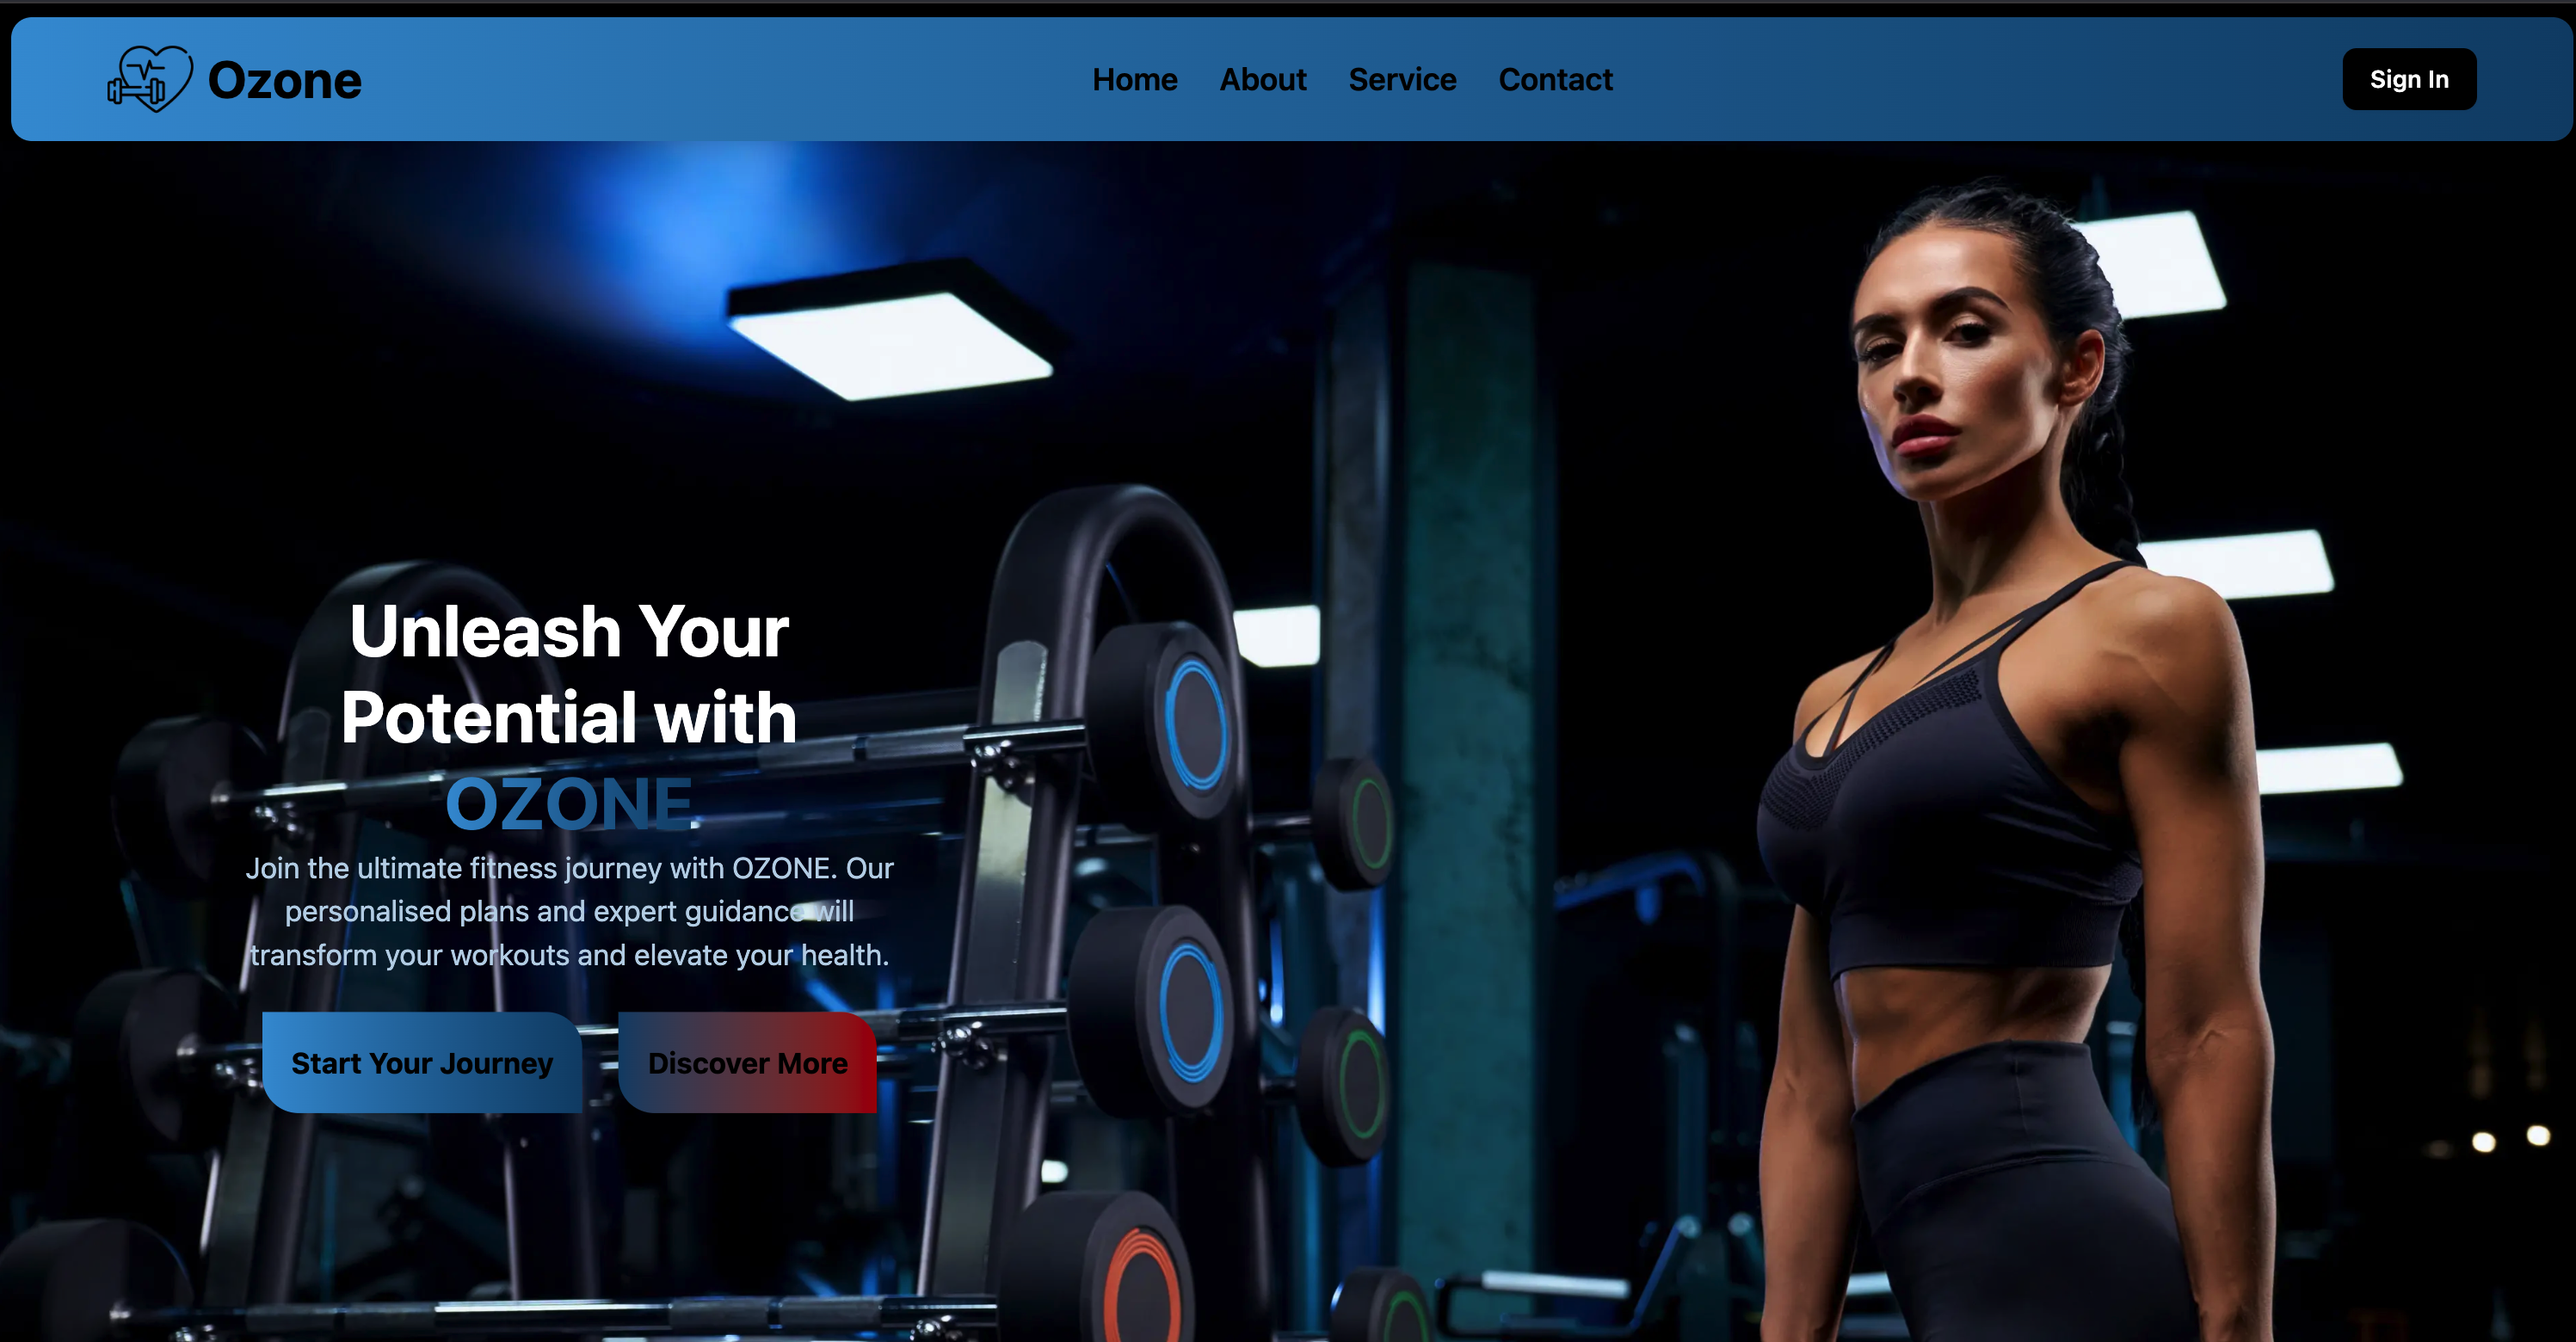 Ozone
Home About Service Contact
Sign In
Unleash Your
Potential with
OZONE
Join the ultimate fitness journey with OZONE. Our
personalised plans and expert guidance will
transform your workouts and elevate your health.
Start Your Journey
Discover More